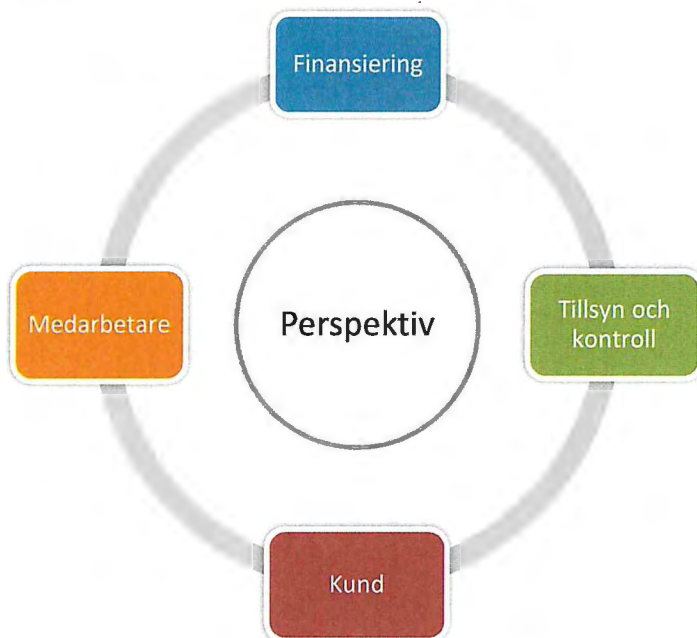 Finansiering
Medarbetare
Perspektiv
Tillsyn och
kontroll
Kund